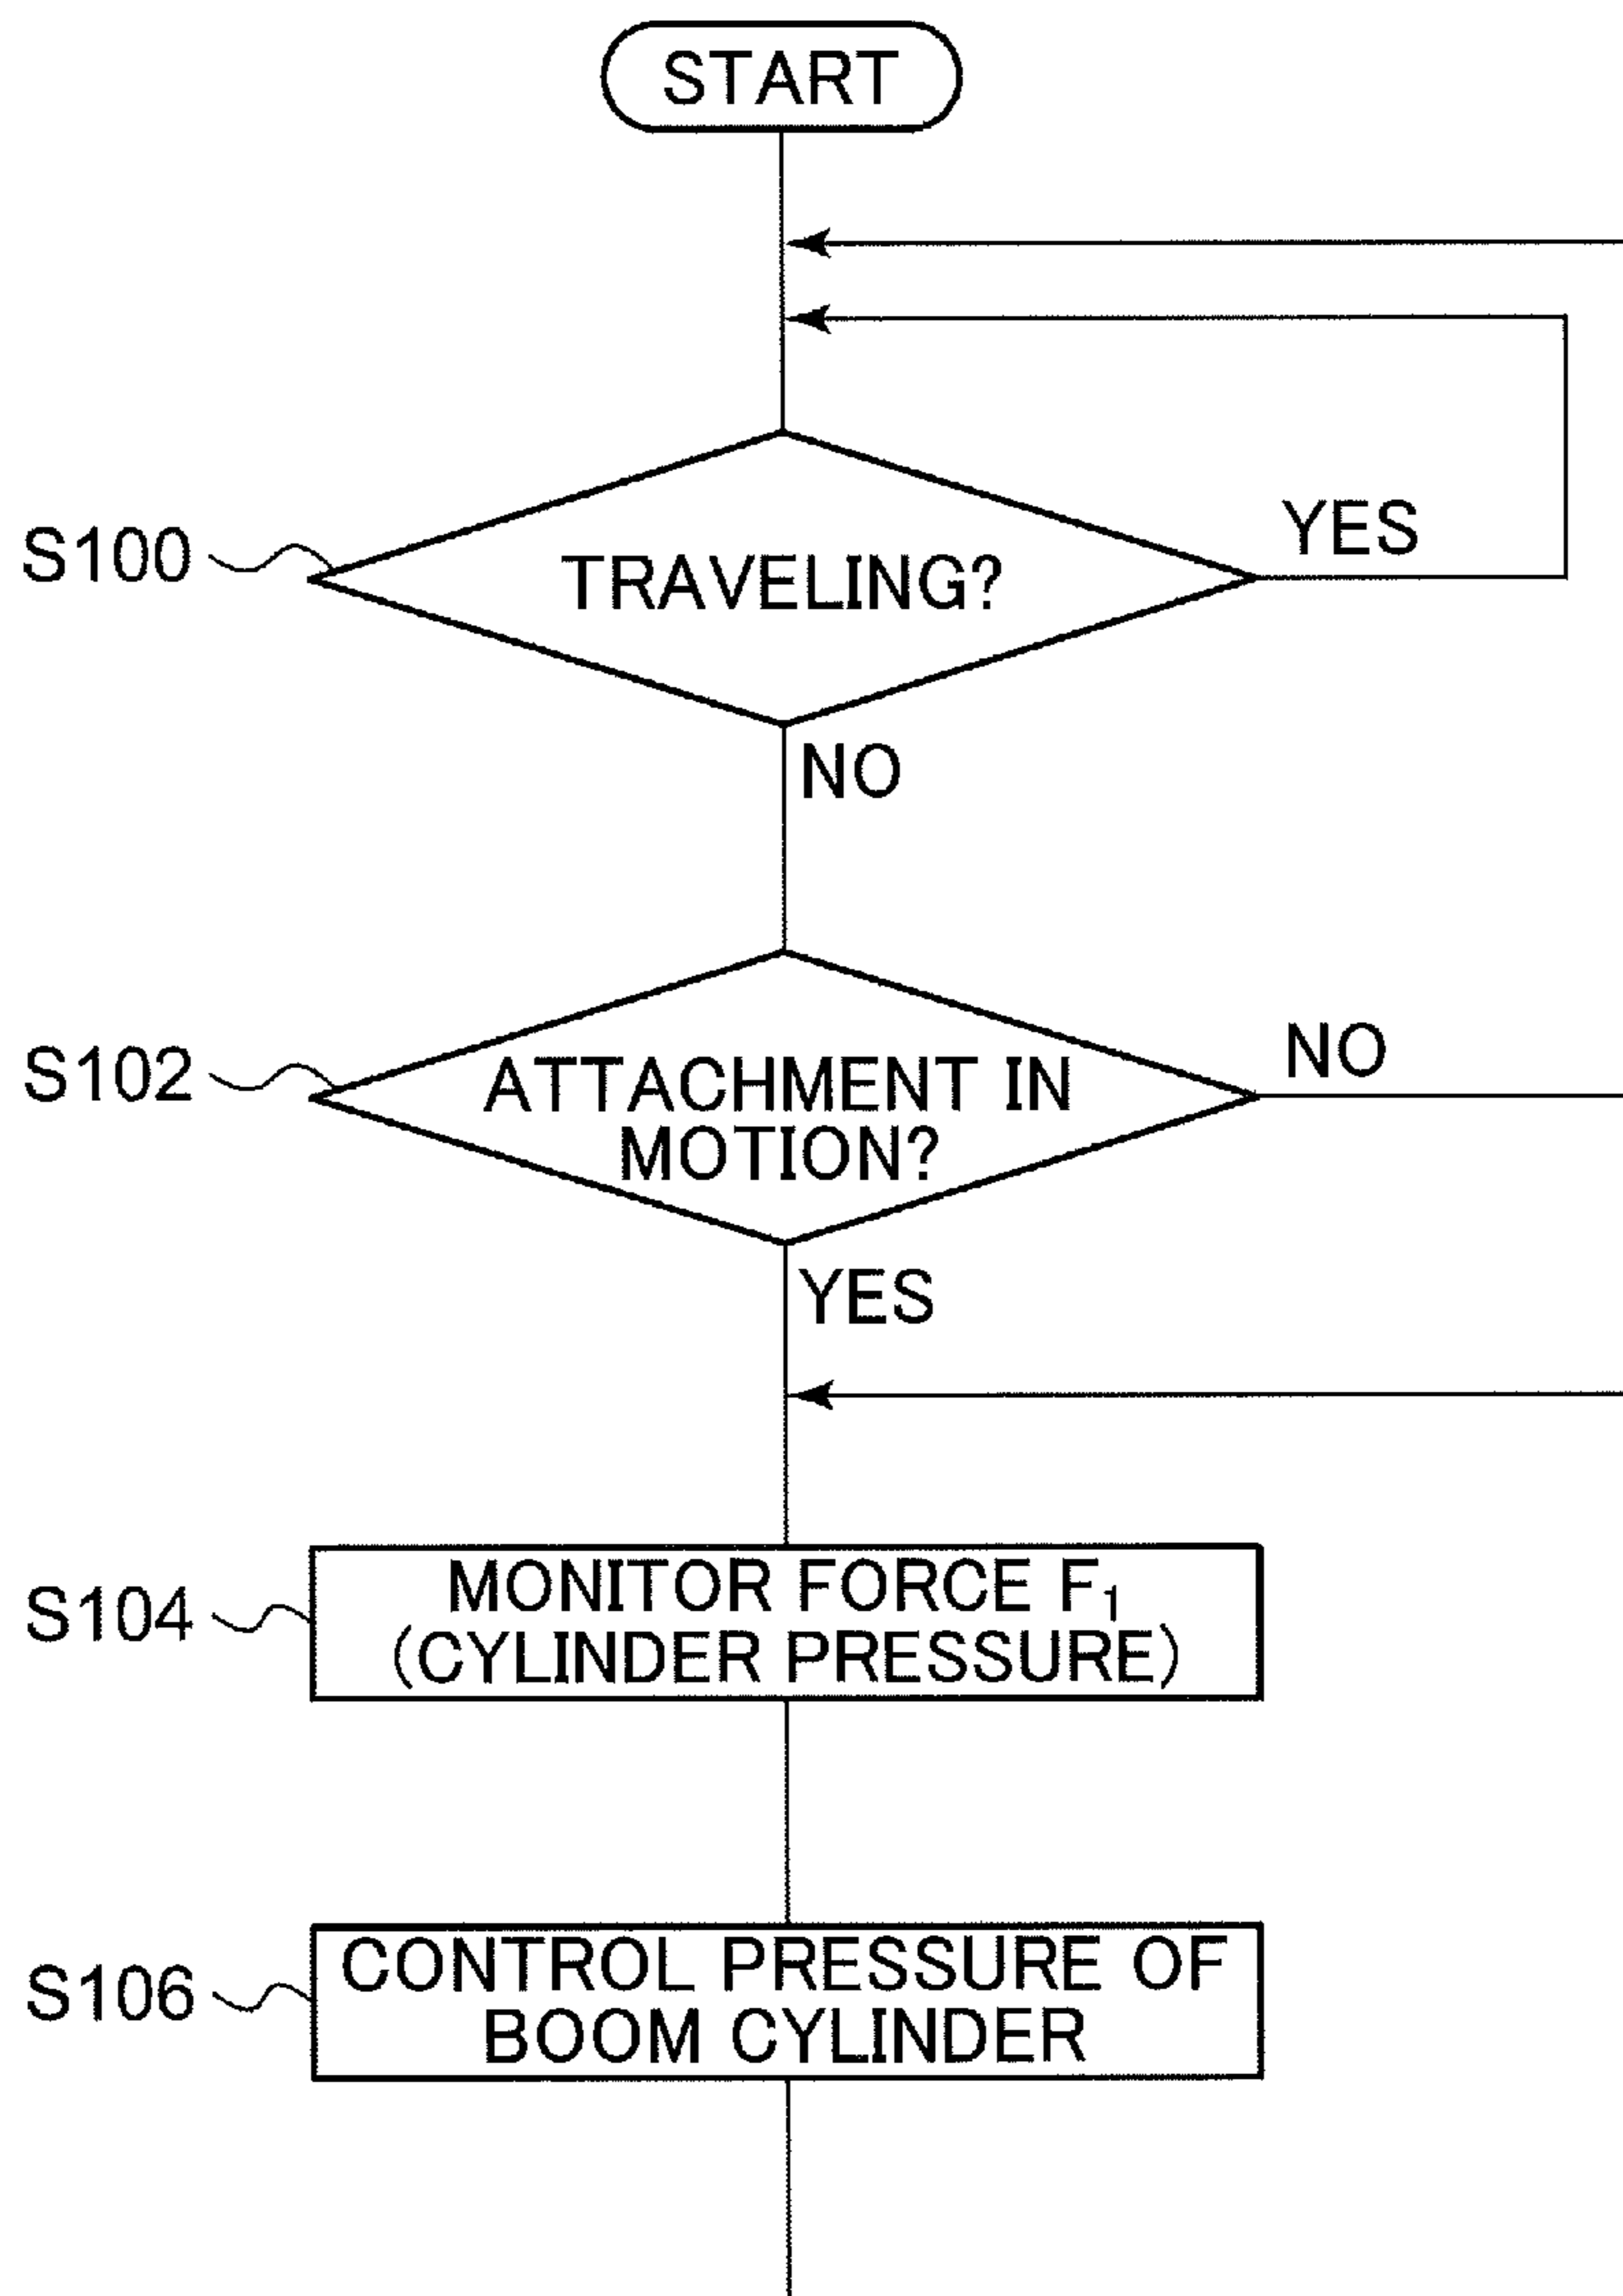 START
YES
S100
TRAVELING?
NO
NO
S102
ATTACHMENT IN
MOTION?
YES
S104
MONITOR FORCE F₁
(CYLINDER PRESSURE)
S106
CONTROL PRESSURE OF
BOOM CYLINDER